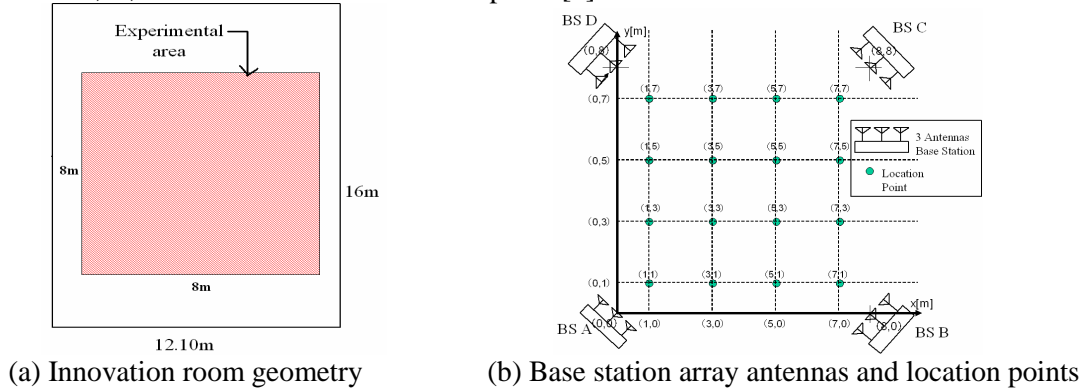 Experimental
area
8m
16m
8m
12.10m
(a) Innovation room geometry
BS D
y[m]
BS C
(0,8)
(8,8)
(0,7)
(1,7)
(3,7)
(5,7)
(7,7)
3 Antennas
Base Station
Location
Point
(0,5)
(1,5)
(3,5)
(5,5)
(7,5)
(0,3)
(1,3)
(3,3)
(5,3)
(7,3)
(0,1)
(1,1)
(3,1)
(5,1)
(7,1)
x[m]
BS A
(0,0)
(1,0)
(3,0)
(5,0)
(7,0)
(8,0)
BS B
(b) Base station array antennas and location points